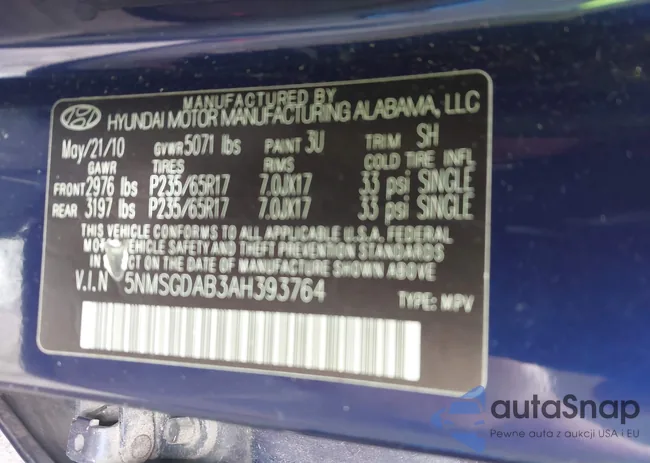 MANUFACTURED BY
HYUNDAI MOTOR MANUFACTURING ALABAMA, LLC
May/21/10 GVWR 5071 lbs PAINT 3U TRIM SH
GAWR TIRES RIMS COLD TIRE INFL
FRONT 2976 lbs P235/65R17 7.0JX17 33 psi SINGLE
REAR 3197 lbs P235/65R17 7.0JX17 33 psi SINGLE
THIS VEHICLE CONFORMS TO ALL APPLICABLE U.S.A. FEDERAL
VEHICLE SAFETY AND THEFT PREVENTION STANDARDS
IN EFFECT ON THE DATE OF MANUFACTURE SHOWN ABOVE.
V.I.N 5NMSGDAB3AH393764 TYPE: MPV
autaSnap
Pewne auta z aukcji USA i EU